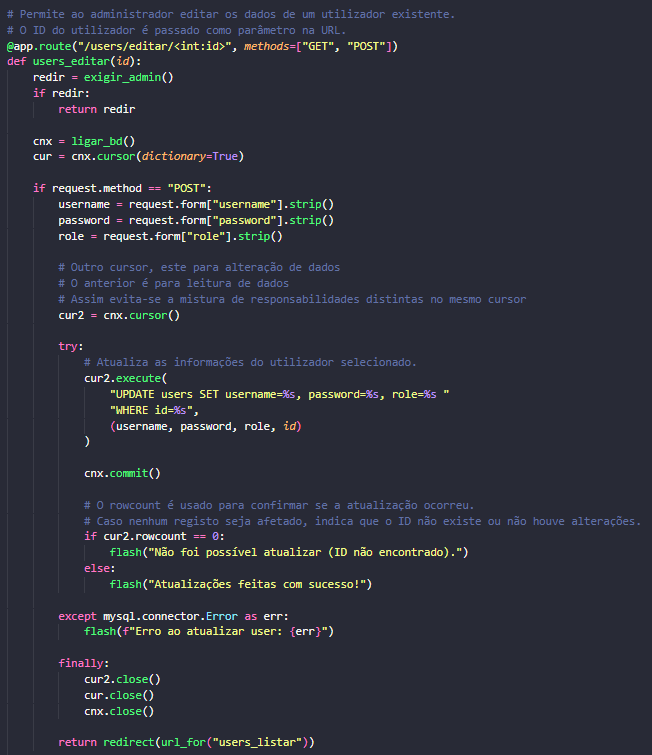 # Permite ao administrador editar os dados de um utilizador existente.
# O ID do utilizador é passado como parâmetro na URL.
@app.route("/users/editar/<int:id>", methods=["GET", "POST"])
def users_editar(id):
    redir = exigir_admin()
    if redir:
        return redir

    cnx = ligar_bd()
    cur = cnx.cursor(dictionary=True)

    if request.method == "POST":
        username = request.form["username"].strip()
        password = request.form["password"].strip()
        role = request.form["role"].strip()

        # Outro cursor, este para alteração de dados
        # O anterior é para leitura de dados
        # Assim evita-se a mistura de responsabilidades distintas no mesmo cursor
        cur2 = cnx.cursor()

        try:
            # Atualiza as informações do utilizador selecionado.
            cur2.execute(
                "UPDATE users SET username=%s, password=%s, role=%s "
                "WHERE id=%s",
                (username, password, role, id)
            )

            cnx.commit()

            # O rowcount é usado para confirmar se a atualização ocorreu.
            # Caso nenhum registo seja afetado, indica que o ID não existe ou não houve alterações.
            if cur2.rowcount == 0:
                flash("Não foi possível atualizar (ID não encontrado).")
            else:
                flash("Atualizações feitas com sucesso!")

        except mysql.connector.Error as err:
            flash(f"Erro ao atualizar user: {err}")

        finally:
            cur2.close()
            cur.close()
            cnx.close()

        return redirect(url_for("users_listar"))